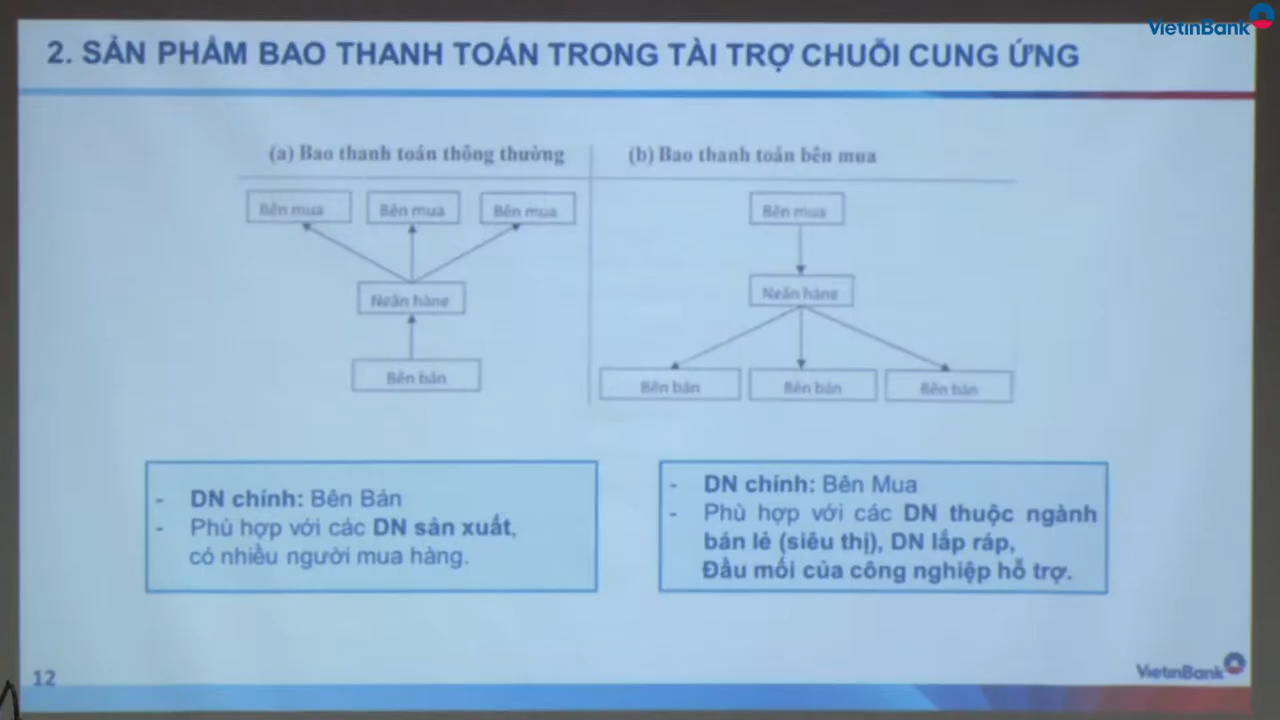 VietinBank
2. SẢN PHẨM BAO THANH TOÁN TRONG TÀI TRỢ CHUỖI CUNG ỨNG
(a) Bao thanh toán thông thường
(b) Bao thanh toán bên mua
Bên mua
Bên mua
Bên mua
Ngân hàng
Bên bán
Bên mua
Ngân hàng
Bên bán
Bên bán
Bên bán
- DN chính: Bên Bán
- Phù hợp với các DN sản xuất,
có nhiều người mua hàng.
- DN chính: Bên Mua
- Phù hợp với các DN thuộc ngành
bán lẻ (siêu thị), DN lắp ráp,
Đầu mối của công nghiệp hỗ trợ.
12
VietinBank